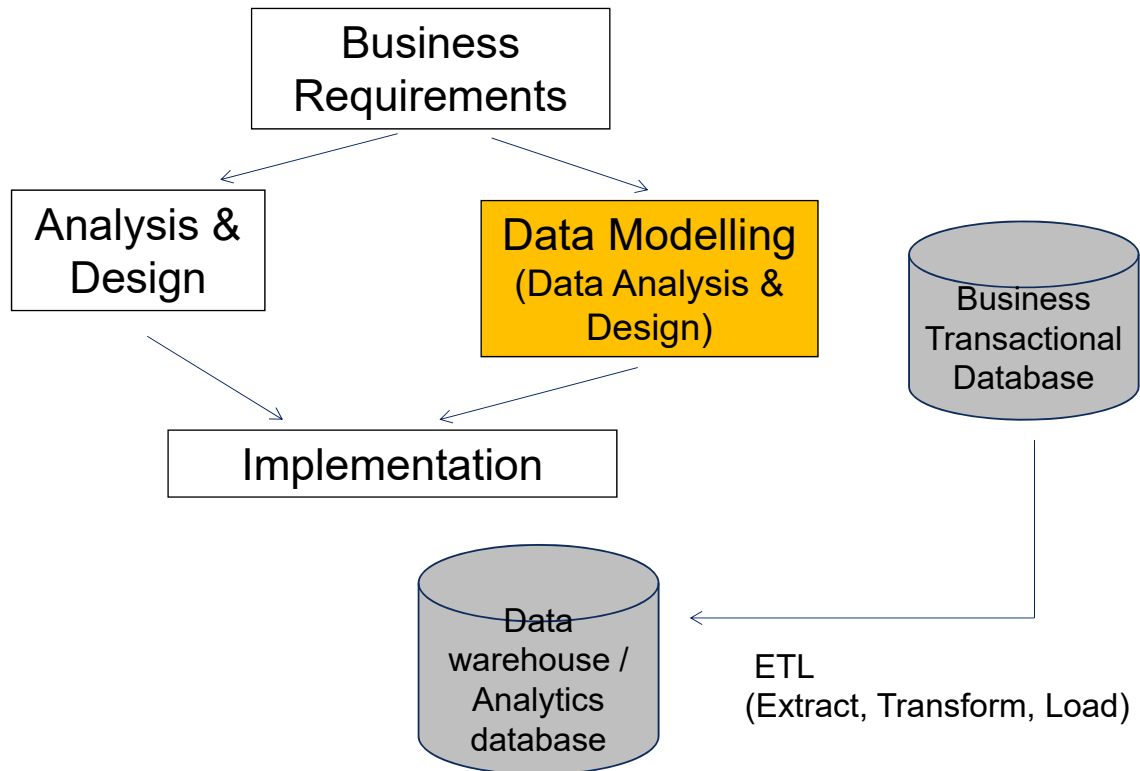 Business
Requirements
Analysis &
Design
Data Modelling
(Data Analysis &
Design)
Business
Transactional
Database
Implementation
Data
warehouse /
Analytics
database
ETL
(Extract, Transform, Load)